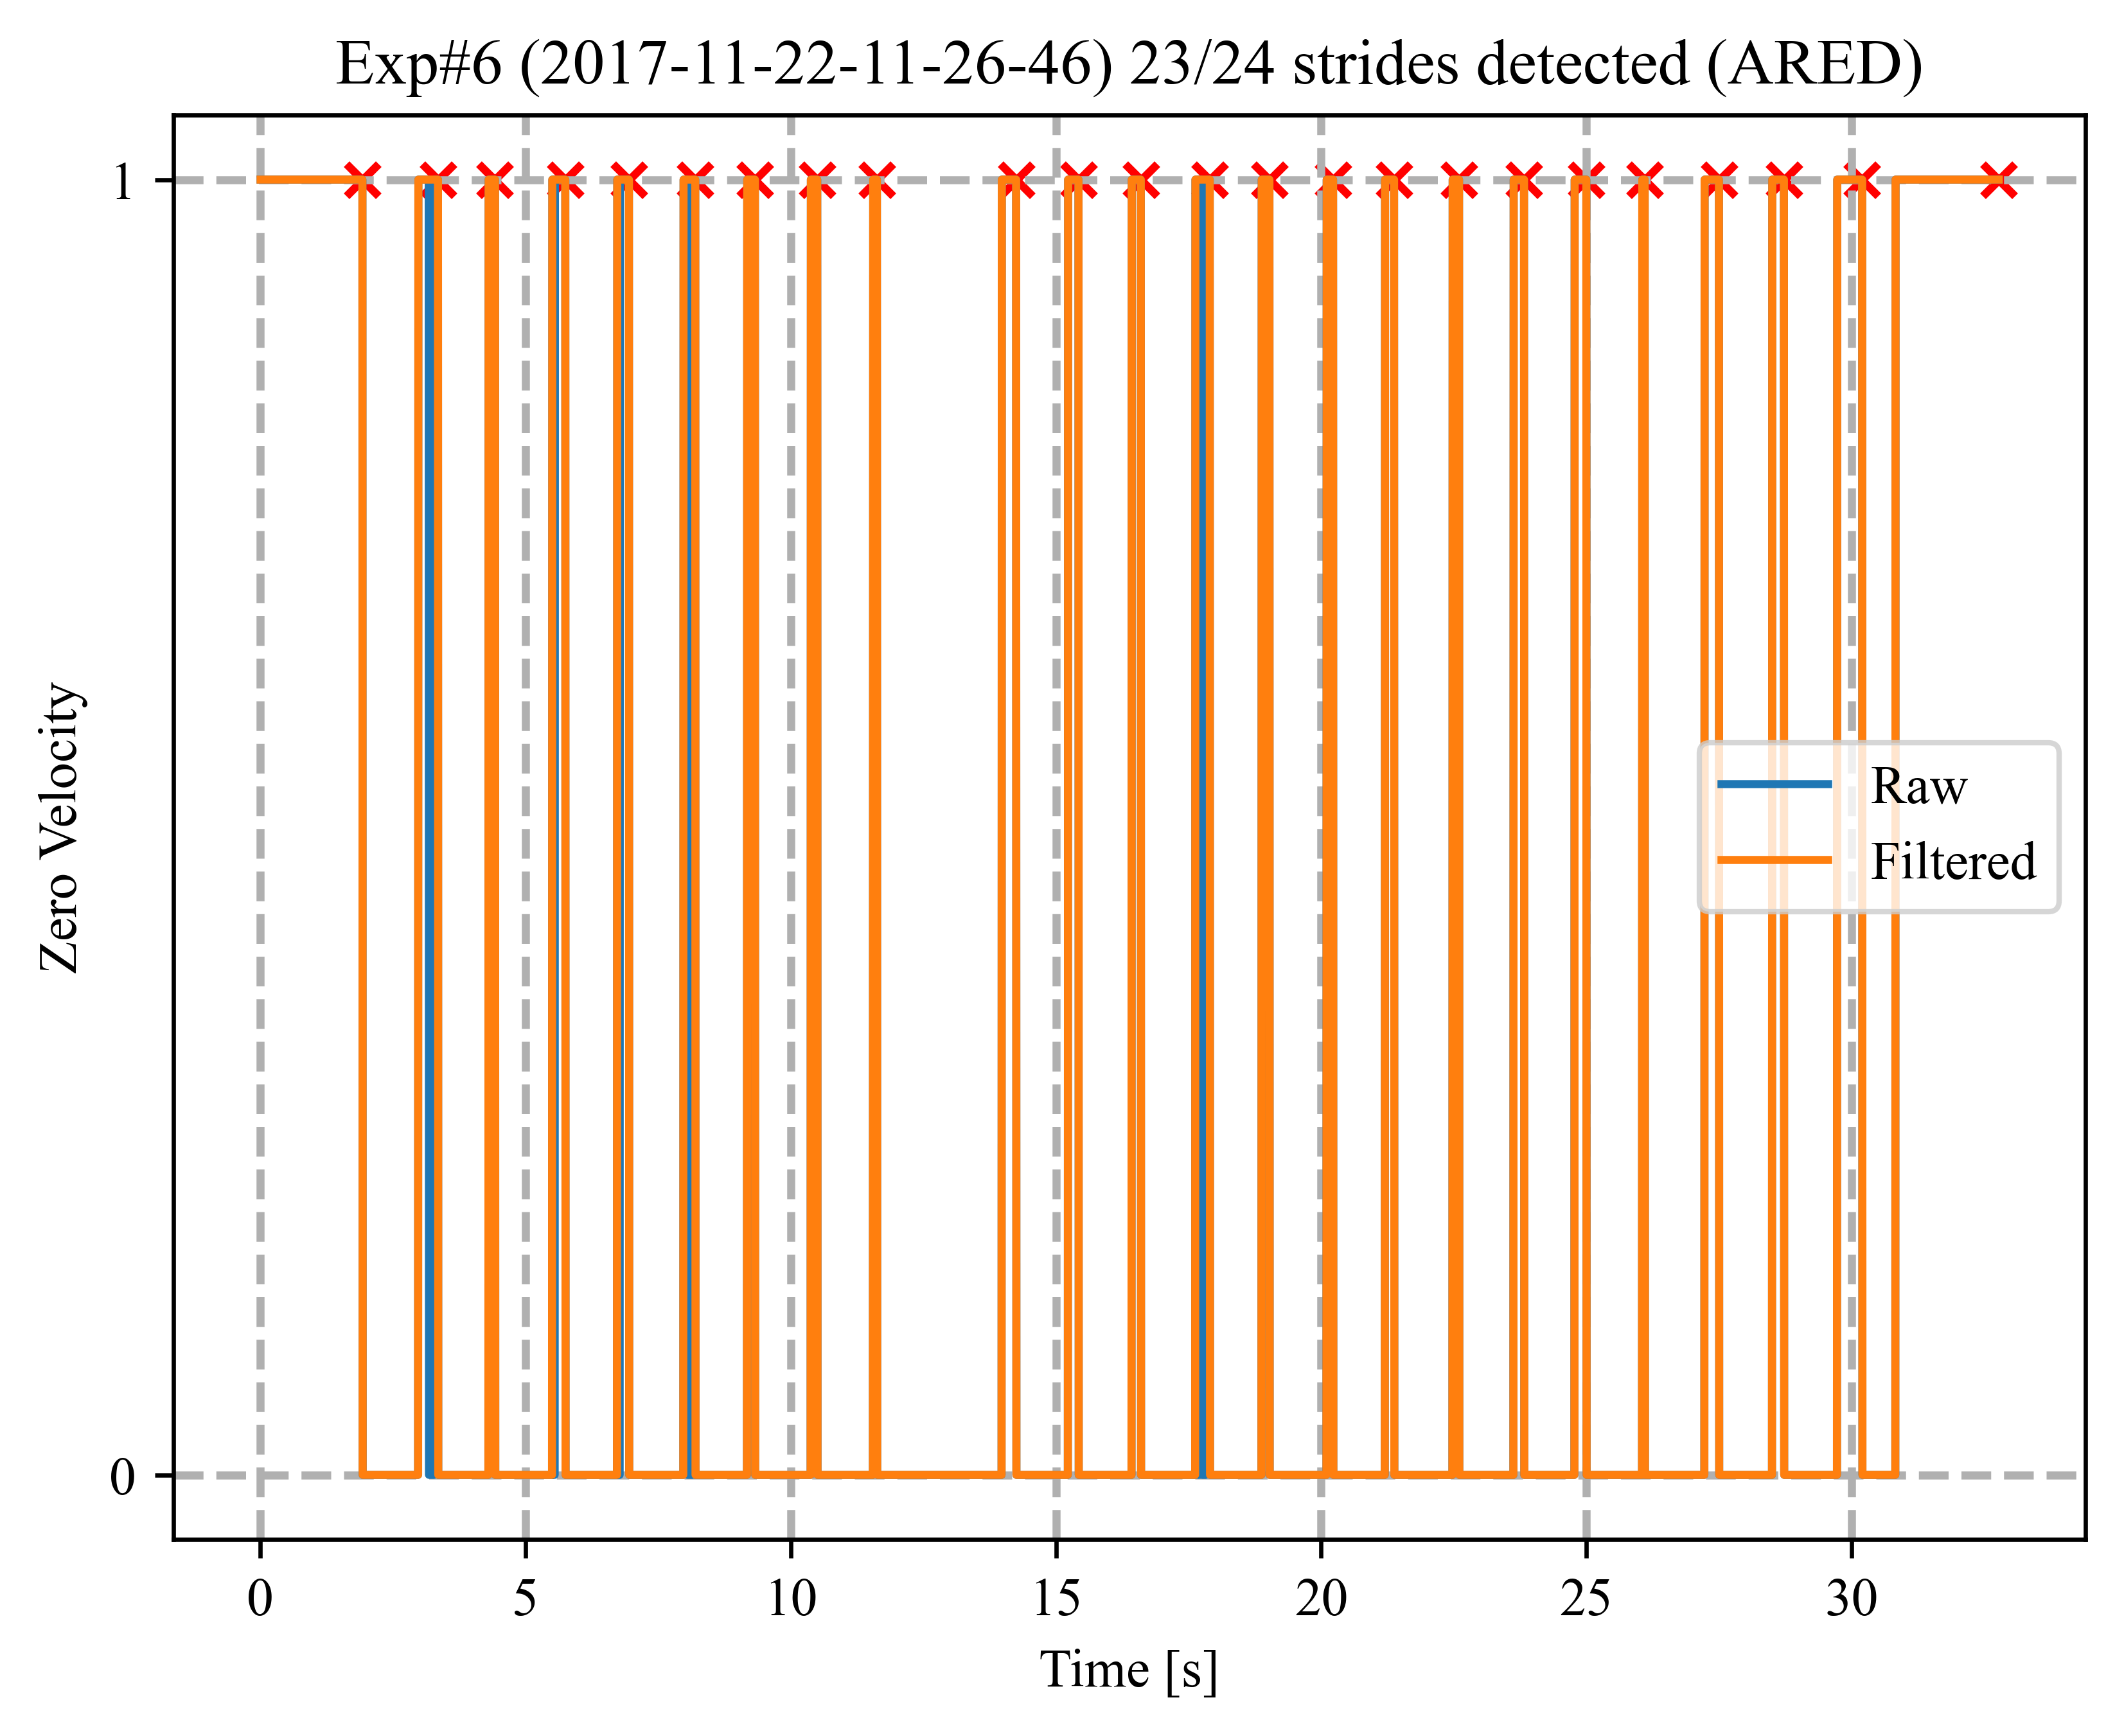 Exp#6 (2017-11-22-11-26-46) 23/24 strides detected (ARED)
1
Zero Velocity
Raw
Filtered
0
0 5 10 15 20 25 30
Time [s]